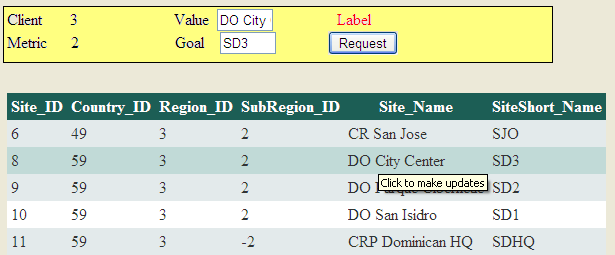 Client 3 Value DO City Label
Metric 2 Goal SD3 Request
Site_ID Country_ID Region_ID SubRegion_ID Site_Name SiteShort_Name
6 49 3 2 CR San Jose SJO
8 59 3 2 DO City Center SD3
Click to make updates
9 59 3 2 DO SD2
10 59 3 2 DO San Isidro SD1
11 59 3 -2 CRP Dominican HQ SDHQ